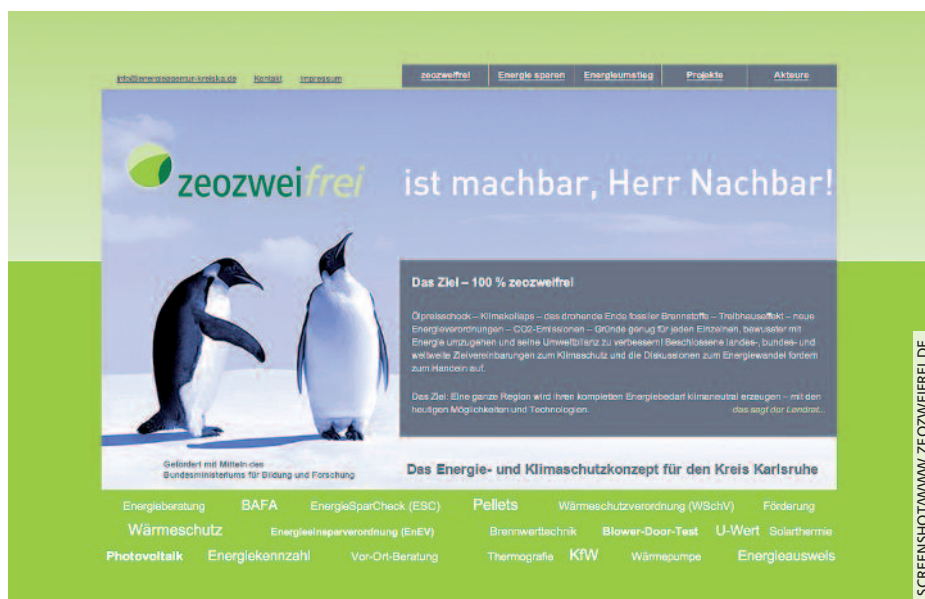 info@energieagentur-kreiska.de Kontakt Impressum
zeozweifrei Energie sparen Energieumstieg Projekte Akteure
zeozweifrei ist machbar, Herr Nachbar!
Das Ziel – 100 % zeozweifrei
Ölpreisschock – Klimakollaps – das drohende Ende fossiler Brennstoffe – Treibhauseffekt – neue
Energieverordnungen – CO2-Emissionen – Gründe genug für jeden Einzelnen, bewusster mit
Energie umzugehen und seine Umweltbilanz zu verbessern! Beschlossene landes-, bundes- und
weltweite Zielvereinbarungen zum Klimaschutz und die Diskussionen zum Energiewandel fordern
zum Handeln auf.
Das Ziel: Eine ganze Region wird ihren kompletten Energiebedarf klimaneutral erzeugen – mit den
heutigen Möglichkeiten und Technologien. das sagt der Landrat...
Gefördert mit Mitteln des
Bundesministeriums für Bildung und Forschung
Das Energie- und Klimaschutzkonzept für den Kreis Karlsruhe
Energieberatung BAFA EnergieSparCheck (ESC) Pellets Wärmeschutzverordnung (WSchV) Förderung
Wärmeschutz Energieeinsparverordnung (EnEV) Brennwerttechnik Blower-Door-Test U-Wert Solarthermie
Photovoltaik Energiekennzahl Vor-Ort-Beratung Thermografie KfW Wärmepumpe Energieausweis
SCREENSHOT/WWW.ZEOZWEIFREI.DE